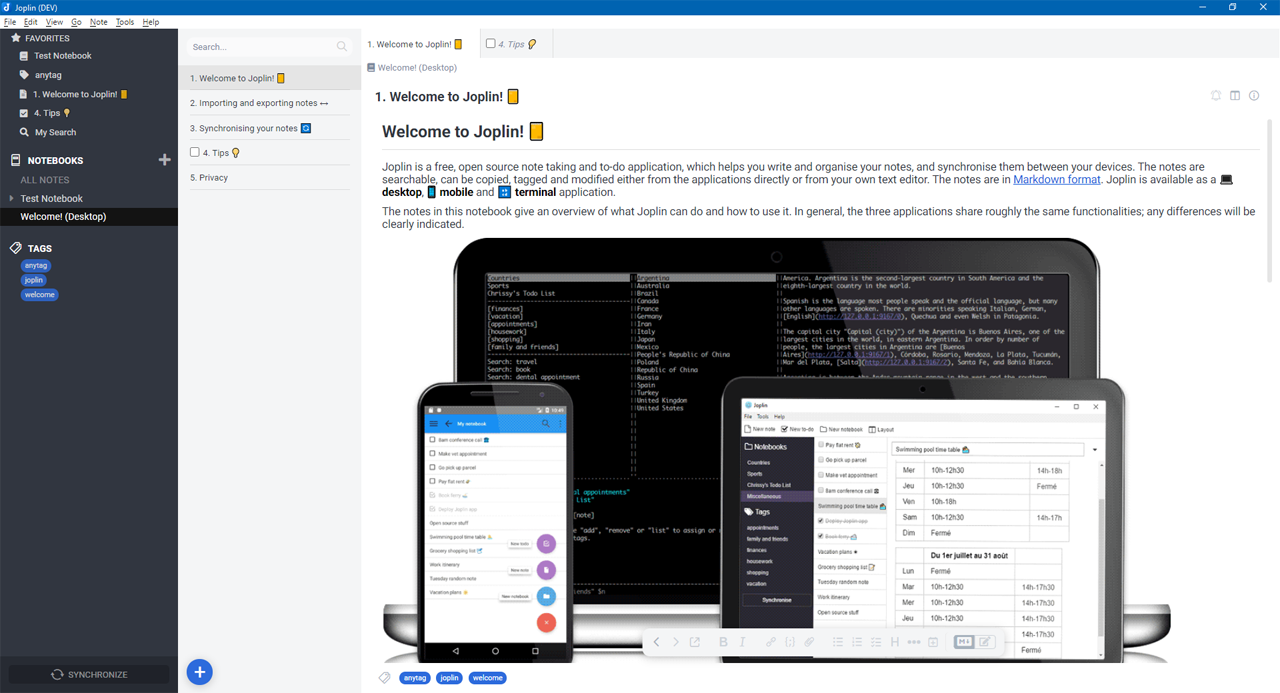 Joplin (DEV)
File Edit View Go Note Tools Help
FAVORITES
Test Notebook
anytag
1. Welcome to Joplin!
4. Tips
My Search
NOTEBOOKS
ALL NOTES
Test Notebook
Welcome! (Desktop)
TAGS
anytag
joplin
welcome
SYNCHRONIZE
Search...
1. Welcome to Joplin!
2. Importing and exporting notes ↔
3. Synchronising your notes
4. Tips
5. Privacy
1. Welcome to Joplin!
4. Tips
Welcome! (Desktop)
1. Welcome to Joplin!
Welcome to Joplin!
Joplin is a free, open source note taking and to-do application, which helps you write and organise your notes, and synchronise them between your devices. The notes are
searchable, can be copied, tagged and modified either from the applications directly or from your own text editor. The notes are in Markdown format. Joplin is available as a
desktop, mobile and terminal application.
The notes in this notebook give an overview of what Joplin can do and how to use it. In general, the three applications share roughly the same functionalities; any differences will be
clearly indicated.
Countries
Sports
Chrissy's Todo List
[finances]
[vacation]
[appointments]
[housework]
[shopping]
[family and friends]
Search: travel
Search: book
Search: dental appointment
Argentina
Australia
Brazil
Canada
France
Germany
Iran
Italy
Japan
Mexico
People's Republic of China
Poland
Republic of China
Russia
Spain
Turkey
United Kingdom
United States
America. Argentina is the second-largest country in South America and the
eighth-largest country in the world.
Spanish is the language most people speak and the official language, but many
other languages are spoken. There are minorities speaking Italian, German,
[English](http://127.0.0.1:9167/0), Quechua and even Welsh in Patagonia.
The capital city "Capital (city)") of the Argentina is Buenos Aires, one of the
largest cities in the world, in eastern Argentina. In order by number of
people, the largest cities in Argentina are [Buenos
Aires](http://127.0.0.1:9167/1), Córdoba, Rosario, Mendoza, La Plata, Tucumán,
Mar del Plata, [Salta](http://127.0.0.1:9167/2), Santa Fe, and Bahia Blanca.
al appointments"
List"
[note]
e "add", "remove" or "list" to assign or
tags.
ends" $n
10:49
My notebook
8am conference call
Make vet appointment
Go pick up parcel
Pay flat rent
Book ferry
Deploy Joplin app
Open source stuff
Swimming pool time table
Grocery shopping list
Work itinerary
Tuesday random note
Vacation plans
New todo
New note
New notebook
Joplin
File Tools Help
New note New to-do New notebook Layout
Notebooks
Countries
Sports
Chrissy's Todo List
Miscellaneous
Tags
appointments
family and friends
finances
housework
shopping
vacation
Synchronise
Pay flat rent
Go pick up parcel
Make vet appointment
8am conference call
Swimming pool time table
Deploy Joplin app
Book ferry
Vacation plans
Grocery shopping list
Tuesday random note
Work itinerary
Open source stuff
Swimming pool time table
Mer 10h-12h30 14h-18h
Jeu 10h-12h30 Fermé
Ven 10h-18h
Sam 10h-12h30 14h-17h
Dim Fermé
Du 1er juillet au 31 août
Lun Fermé
Mar 10h-12h30 14h-17h30
Mer 10h-12h30 14h-17h30
Jeu 10h-12h30 14h-17h30
14h-17h30
Fermé
anytag
joplin
welcome